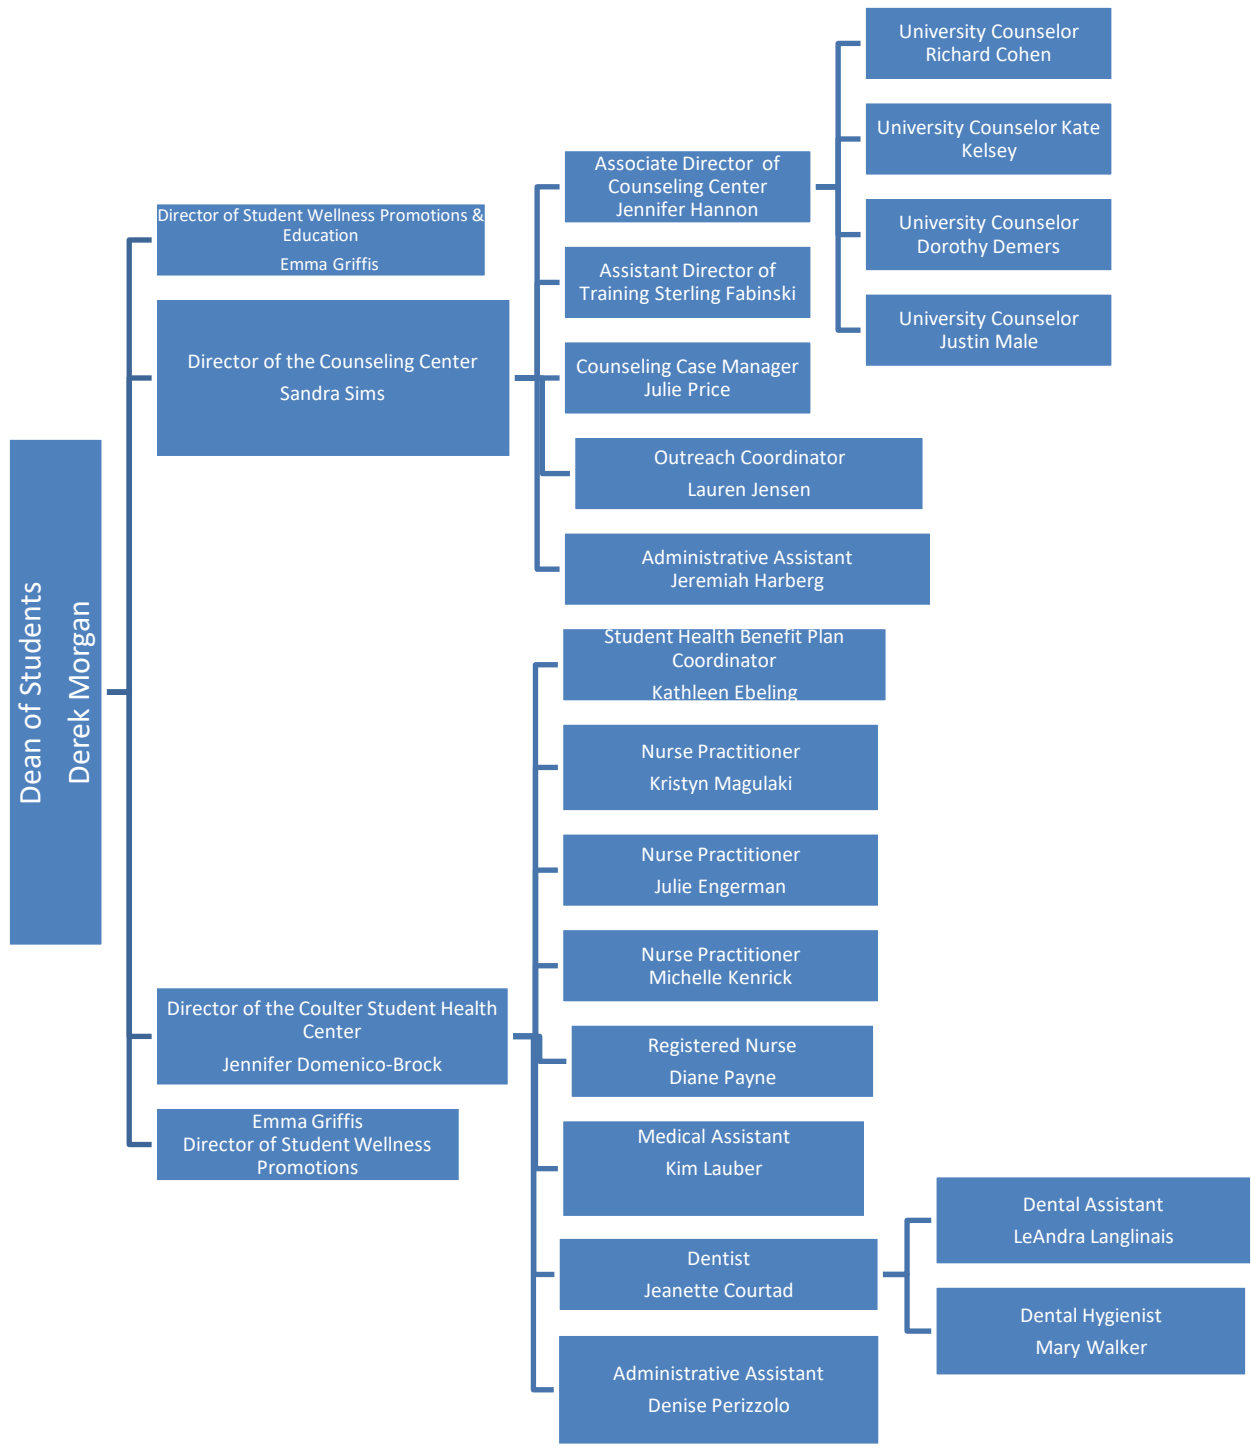 Dean of Students
Derek Morgan
Director of Student Wellness Promotions &
Education
Emma Griffis
Director of the Counseling Center
Sandra Sims
Associate Director of
Counseling Center
Jennifer Hannon
University Counselor
Richard Cohen
University Counselor Kate
Kelsey
University Counselor
Dorothy Demers
University Counselor
Justin Male
Assistant Director of
Training Sterling Fabinski
Counseling Case Manager
Julie Price
Outreach Coordinator
Lauren Jensen
Administrative Assistant
Jeremiah Harberg
Director of the Coulter Student Health
Center
Jennifer Domenico-Brock
Student Health Benefit Plan
Coordinator
Kathleen Ebeling
Nurse Practitioner
Kristyn Magulaki
Nurse Practitioner
Julie Engerman
Nurse Practitioner
Michelle Kenrick
Registered Nurse
Diane Payne
Medical Assistant
Kim Lauber
Dentist
Jeanette Courtad
Dental Assistant
LeAndra Langlinais
Dental Hygienist
Mary Walker
Administrative Assistant
Denise Perizzolo
Emma Griffis
Director of Student Wellness
Promotions